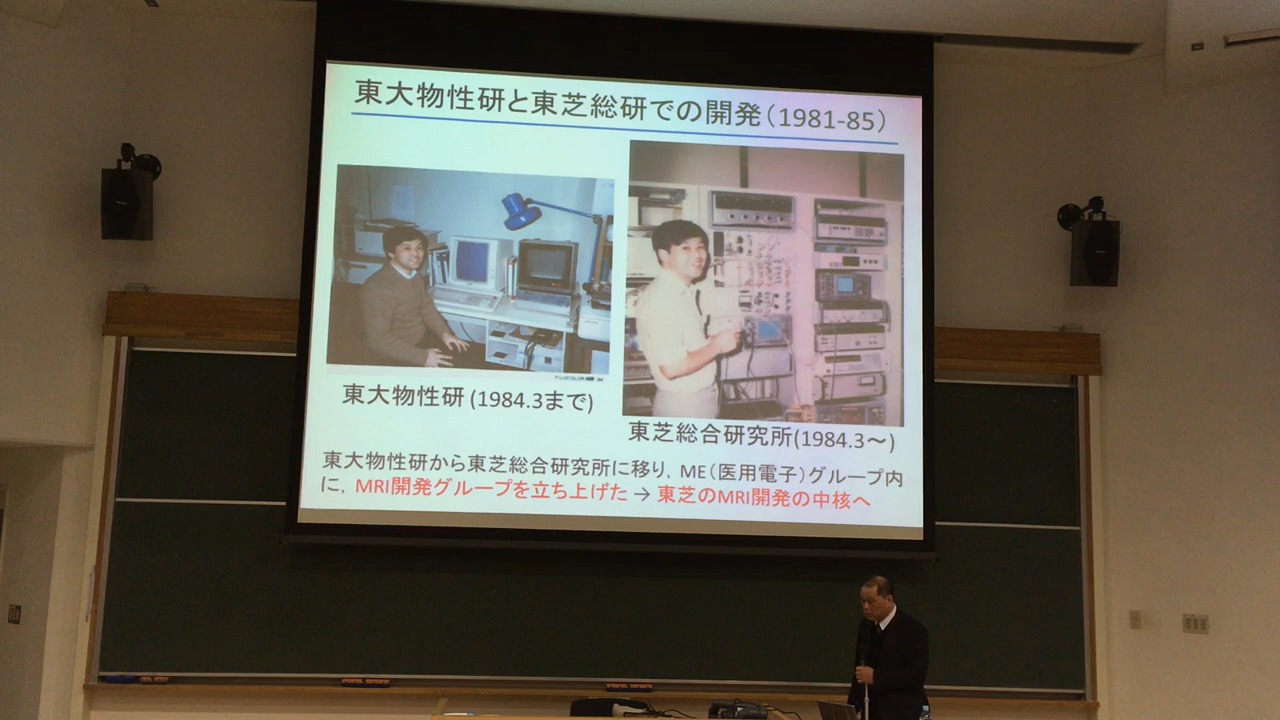 東大物性研と東芝総研での開発（1981-85）
東大物性研 (1984.3まで)
東芝総合研究所(1984.3～)
東大物性研から東芝総合研究所に移り，ME（医用電子）グループ内
に，MRI開発グループを立ち上げた → 東芝のMRI開発の中核へ